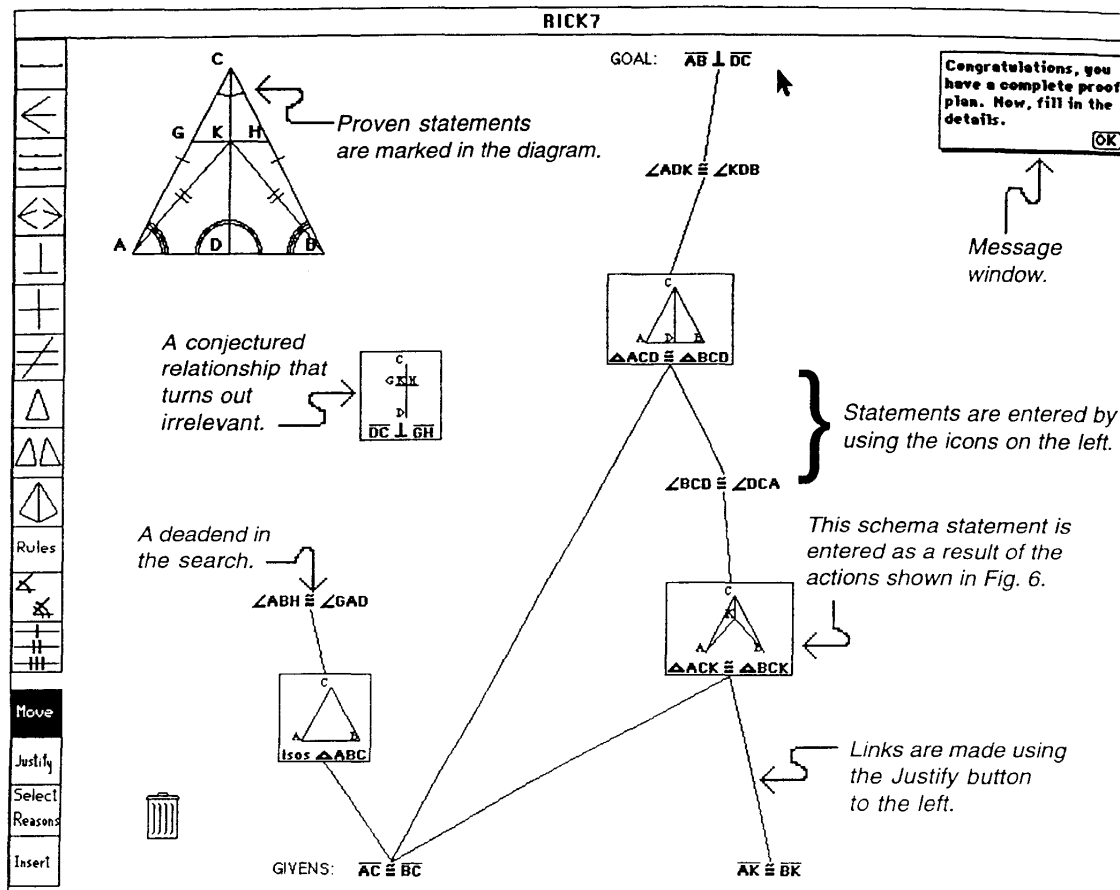 RICK7
GOAL: AB ⊥ DC
Congratulations, you
have a complete proof
plan. Now, fill in the
details.
OK
C
G K H
A D B
Proven statements
are marked in the diagram.
∠ADK ≅ ∠KDB
Message
window.
C
A D B
△ACD ≅ △BCD
A conjectured
relationship that
turns out
irrelevant.
C
G K H
D
DC ⊥ GH
Statements are entered by
using the icons on the left.
∠BCD ≅ ∠DCA
A deadend in
the search.
This schema statement is
entered as a result of the
actions shown in Fig. 6.
∠ABH ≅ ∠GAD
C
K
A B
△ACK ≅ △BCK
C
A B
Isos △ABC
Links are made using
the Justify button
to the left.
Rules
Move
Justify
Select
Reasons
Insert
GIVENS: AC ≅ BC
AK ≅ BK